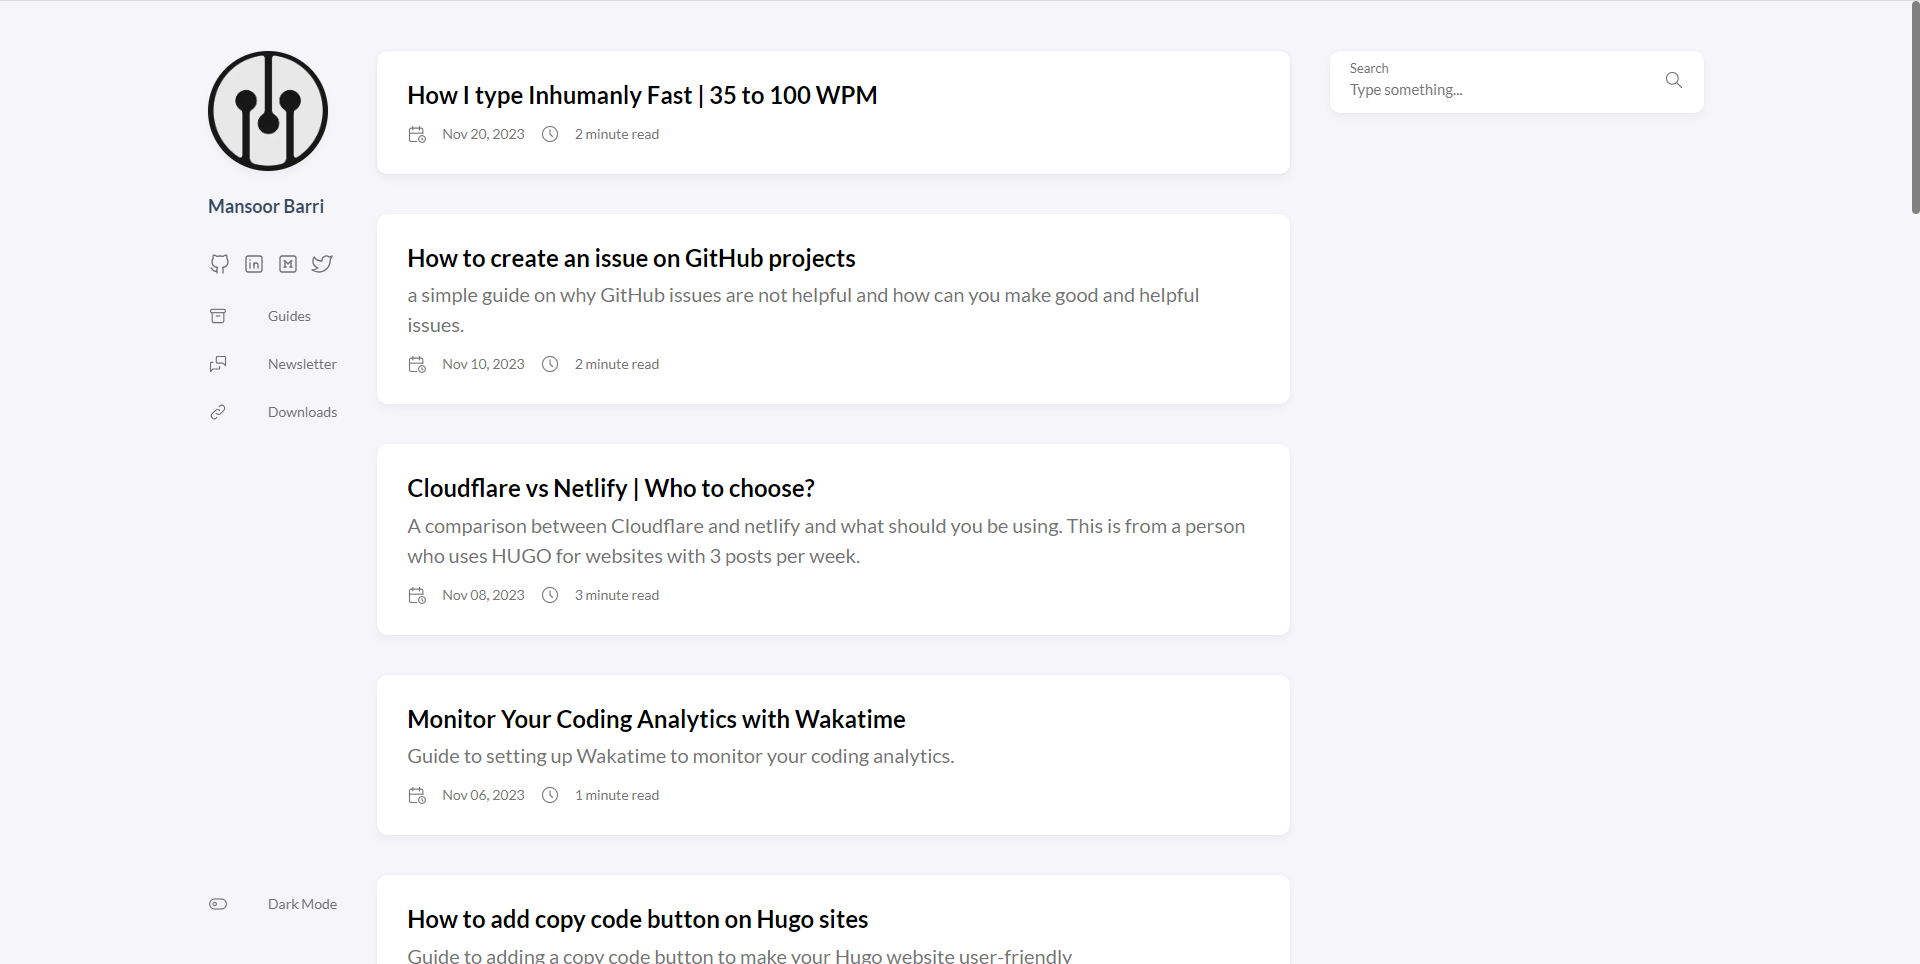 Mansoor Barri
Guides
Newsletter
Downloads
Dark Mode
How I type Inhumanly Fast | 35 to 100 WPM
Nov 20, 2023 2 minute read
How to create an issue on GitHub projects
a simple guide on why GitHub issues are not helpful and how can you make good and helpful
issues.
Nov 10, 2023 2 minute read
Cloudflare vs Netlify | Who to choose?
A comparison between Cloudflare and netlify and what should you be using. This is from a person
who uses HUGO for websites with 3 posts per week.
Nov 08, 2023 3 minute read
Monitor Your Coding Analytics with Wakatime
Guide to setting up Wakatime to monitor your coding analytics.
Nov 06, 2023 1 minute read
How to add copy code button on Hugo sites
Guide to adding a copy code button to make your Hugo website user-friendly
Search
Type something...